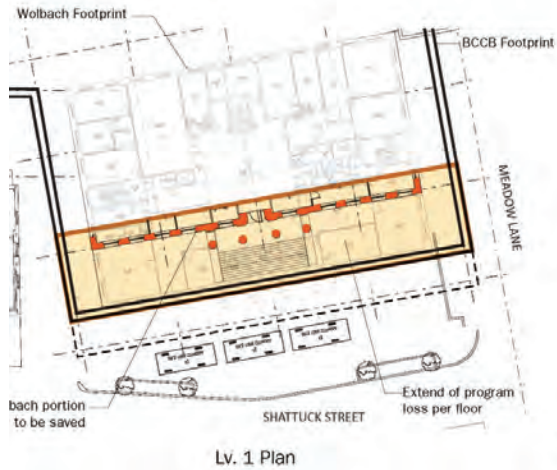 Wolbach Footprint
BCCB Footprint
MEADOW LANE
bach portion
to be saved
Extend of program
loss per floor
SHATTUCK STREET
Lv. 1 Plan